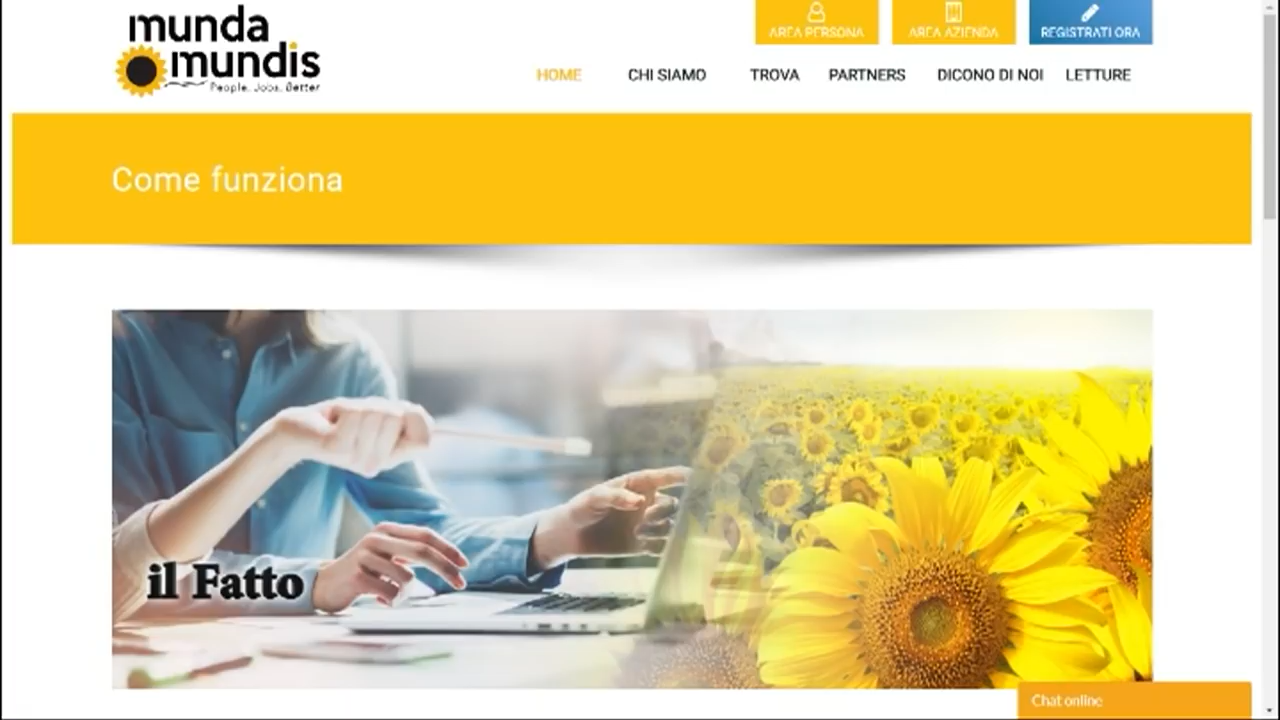 munda
mundis
People. Jobs. Better
AREA PERSONA
AREA AZIENDA
REGISTRATI ORA
HOME CHI SIAMO TROVA PARTNERS DICONO DI NOI LETTURE
Come funziona
il Fatto
Chat online